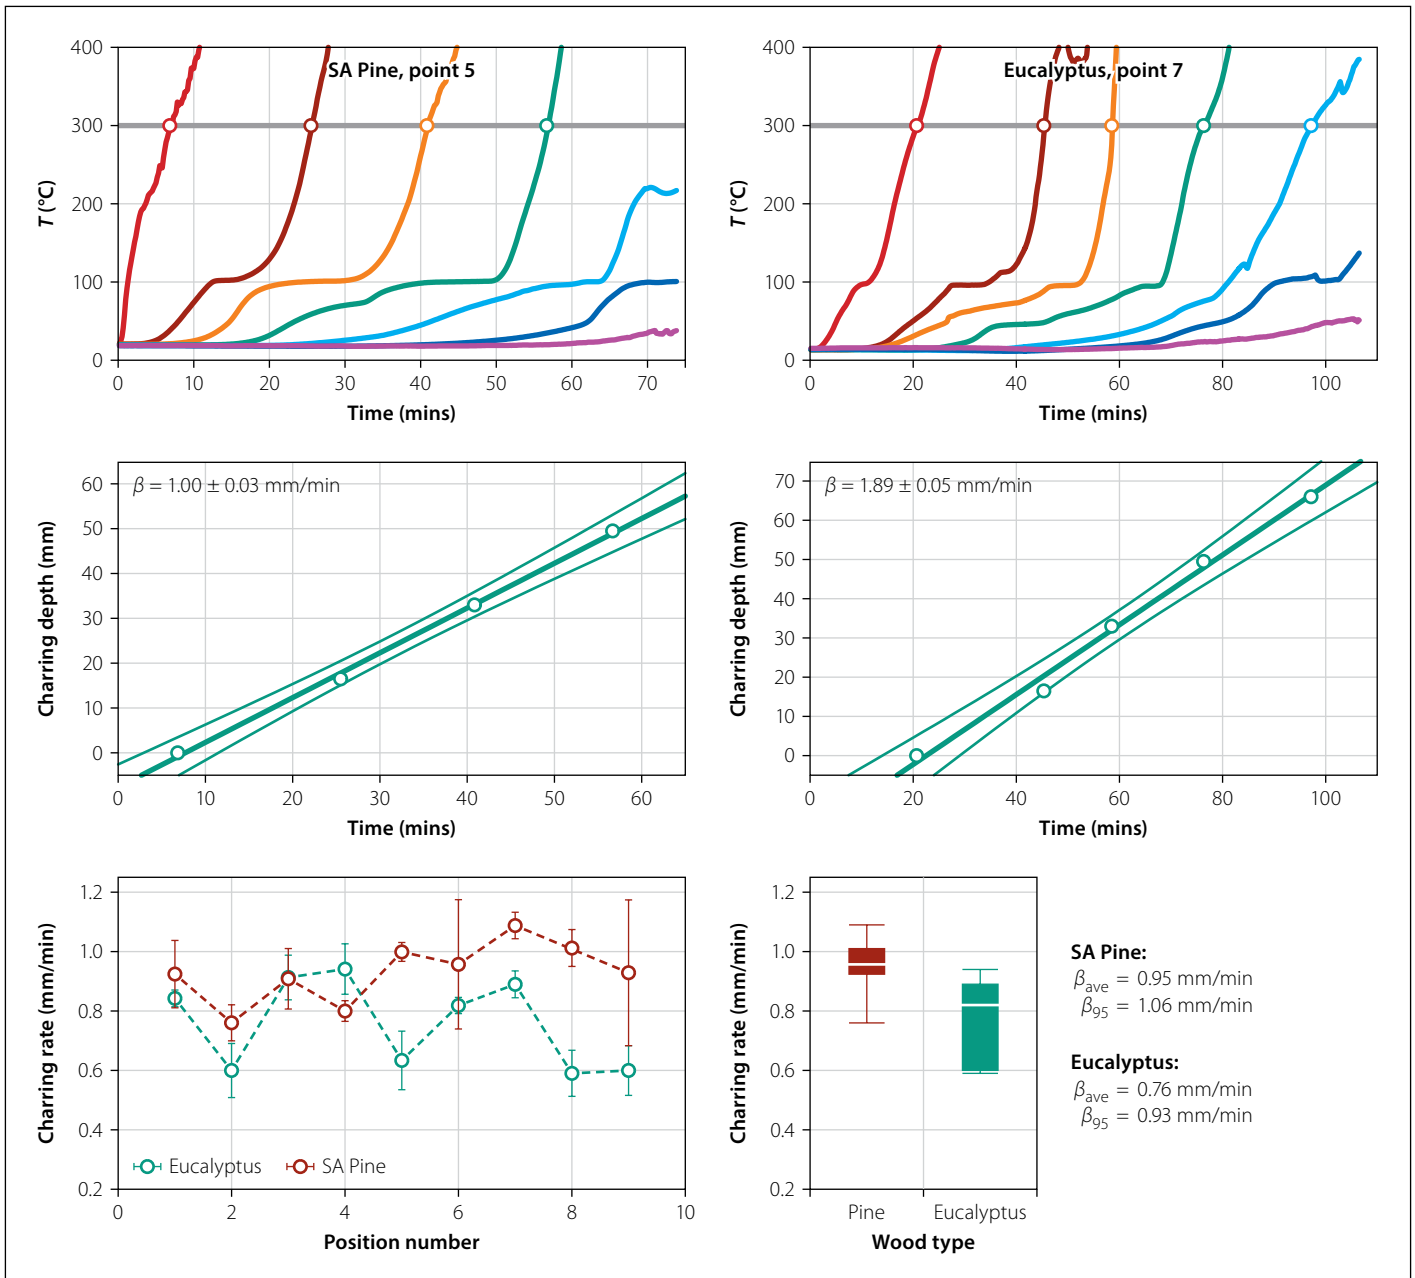 SA Pine, point 5
400
300
200
100
0
T (°C)
0 10 20 30 40 50 60 70
Time (mins)
Eucalyptus, point 7
400
300
200
100
0
T (°C)
0 20 40 60 80 100
Time (mins)
β = 1.00 ± 0.03 mm/min
60
50
40
30
20
10
0
Charring depth (mm)
0 10 20 30 40 50 60
Time (mins)
β = 1.89 ± 0.05 mm/min
70
60
50
40
30
20
10
0
Charring depth (mm)
0 20 40 60 80 100
Time (mins)
1.2
1.0
0.8
0.6
0.4
0.2
Charring rate (mm/min)
Eucalyptus SA Pine
0 2 4 6 8 10
Position number
1.2
1.0
0.8
0.6
0.4
0.2
Charring rate (mm/min)
Pine Eucalyptus
Wood type
SA Pine:
βave = 0.95 mm/min
β95 = 1.06 mm/min
Eucalyptus:
βave = 0.76 mm/min
β95 = 0.93 mm/min